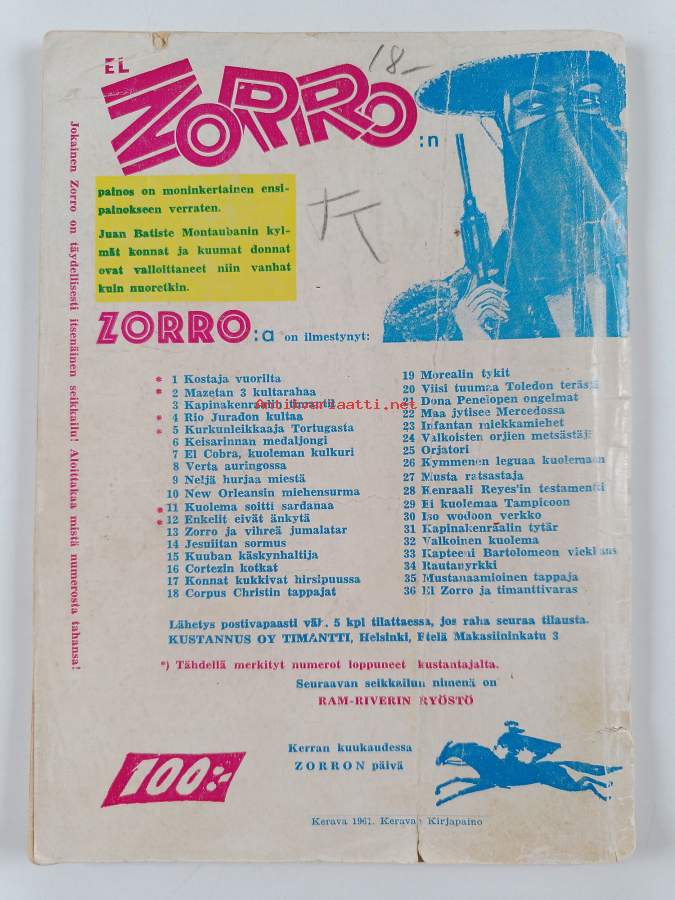 EL
ZORRO
:n
18-
painos on moninkertainen ensi-
painokseen verraten.
Juan Batiste Montaubanin kyl-
mät konnat ja kuumat donnat
ovat valloittaneet niin vanhat
kuin nuoretkin.
ZORRO:a on ilmestynyt:
Jokainen Zorro on täydellisesti itsenäinen seikkailu! Aloittakaa mistä numerosta tahansa!
* 1 Kostaja vuorilta
* 2 Mazetan 3 kultarahaa
3 Kapinakenraalin
* 4 Rio Juradon kultaa
* 5 Kurkunleikkaaja Tortugasta
6 Keisarinnan medaljongi
7 El Cobra, kuoleman kulkuri
8 Verta auringossa
9 Neljä hurjaa miestä
10 New Orleansin miehensurma
* 11 Kuolema soitti sardanaa
* 12 Enkelit eivät änkytä
13 Zorro ja vihreä jumalatar
14 Jesuiitan sormus
15 Kuuban käskynhaltija
16 Cortezin kotkat
17 Konnat kukkivat hirsipuussa
18 Corpus Christin tappajat
19 Morealin tykit
20 Viisi tuumaa Toledon terästä
21 Dona Penelopen ongelmat
22 Maa jytisee Mercedossa
23 Infantan miekkamiehet
24 Valkoisten orjien metsästäjä
25 Orjatori
26 Kymmenen leguaa kuolemaan
27 Musta ratsastaja
28 Kenraali Reyes'in testamentti
29 Ei kuolemaa Tampicoon
30 Iso wodoon verkko
31 Kapinakenraalin tytär
32 Valkoinen kuolema
33 Kapteeni Bartolomeon
34 Rautanyrkki
35 Mustanaamioinen tappaja
36 El Zorro ja timanttivaras
antikvariaatti.net
Lähetys postivapaasti väh. 5 kpl tilattaessa, jos raha seuraa tilausta.
KUSTANNUS OY TIMANTTI, Helsinki, Etelä Makasiininkatu 3
*) Tähdellä merkityt numerot loppuneet kustantajalta.
Seuraavan seikkailun nimenä on
RAM-RIVERIN RYÖSTÖ
100:-
Kerran kuukaudessa
ZORRON päivä
Kerava 1961. Keravan Kirjapaino